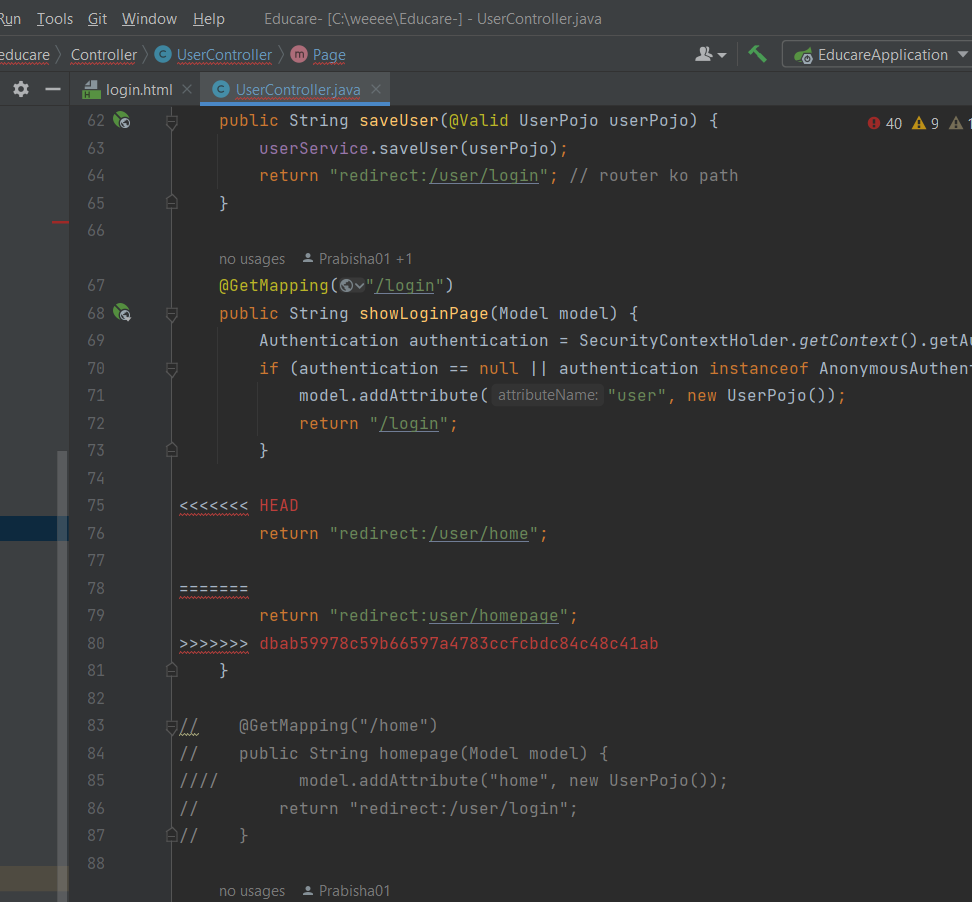 Run Tools Git Window Help Educare- [C:\weeee\Educare-] - UserController.java
educare Controller C UserController m Page EducareApplication
login.html UserController.java
62 public String saveUser(@Valid UserPojo userPojo) { 40 9 1
63 userService.saveUser(userPojo);
64 return "redirect:/user/login"; // router ko path
65 }
66
no usages Prabisha01 +1
67 @GetMapping("/login")
68 public String showLoginPage(Model model) {
69 Authentication authentication = SecurityContextHolder.getContext().getAu
70 if (authentication == null || authentication instanceof AnonymousAuthent
71 model.addAttribute( attributeName: "user", new UserPojo());
72 return "/login";
73 }
74
75 <<<<<<< HEAD
76 return "redirect:/user/home";
77
78 =======
79 return "redirect:user/homepage";
80 >>>>>>> dbab59978c59b66597a4783ccfcbdc84c48c41ab
81 }
82
83 // @GetMapping("/home")
84 // public String homepage(Model model) {
85 //// model.addAttribute("home", new UserPojo());
86 // return "redirect:/user/login";
87 // }
88
no usages Prabisha01